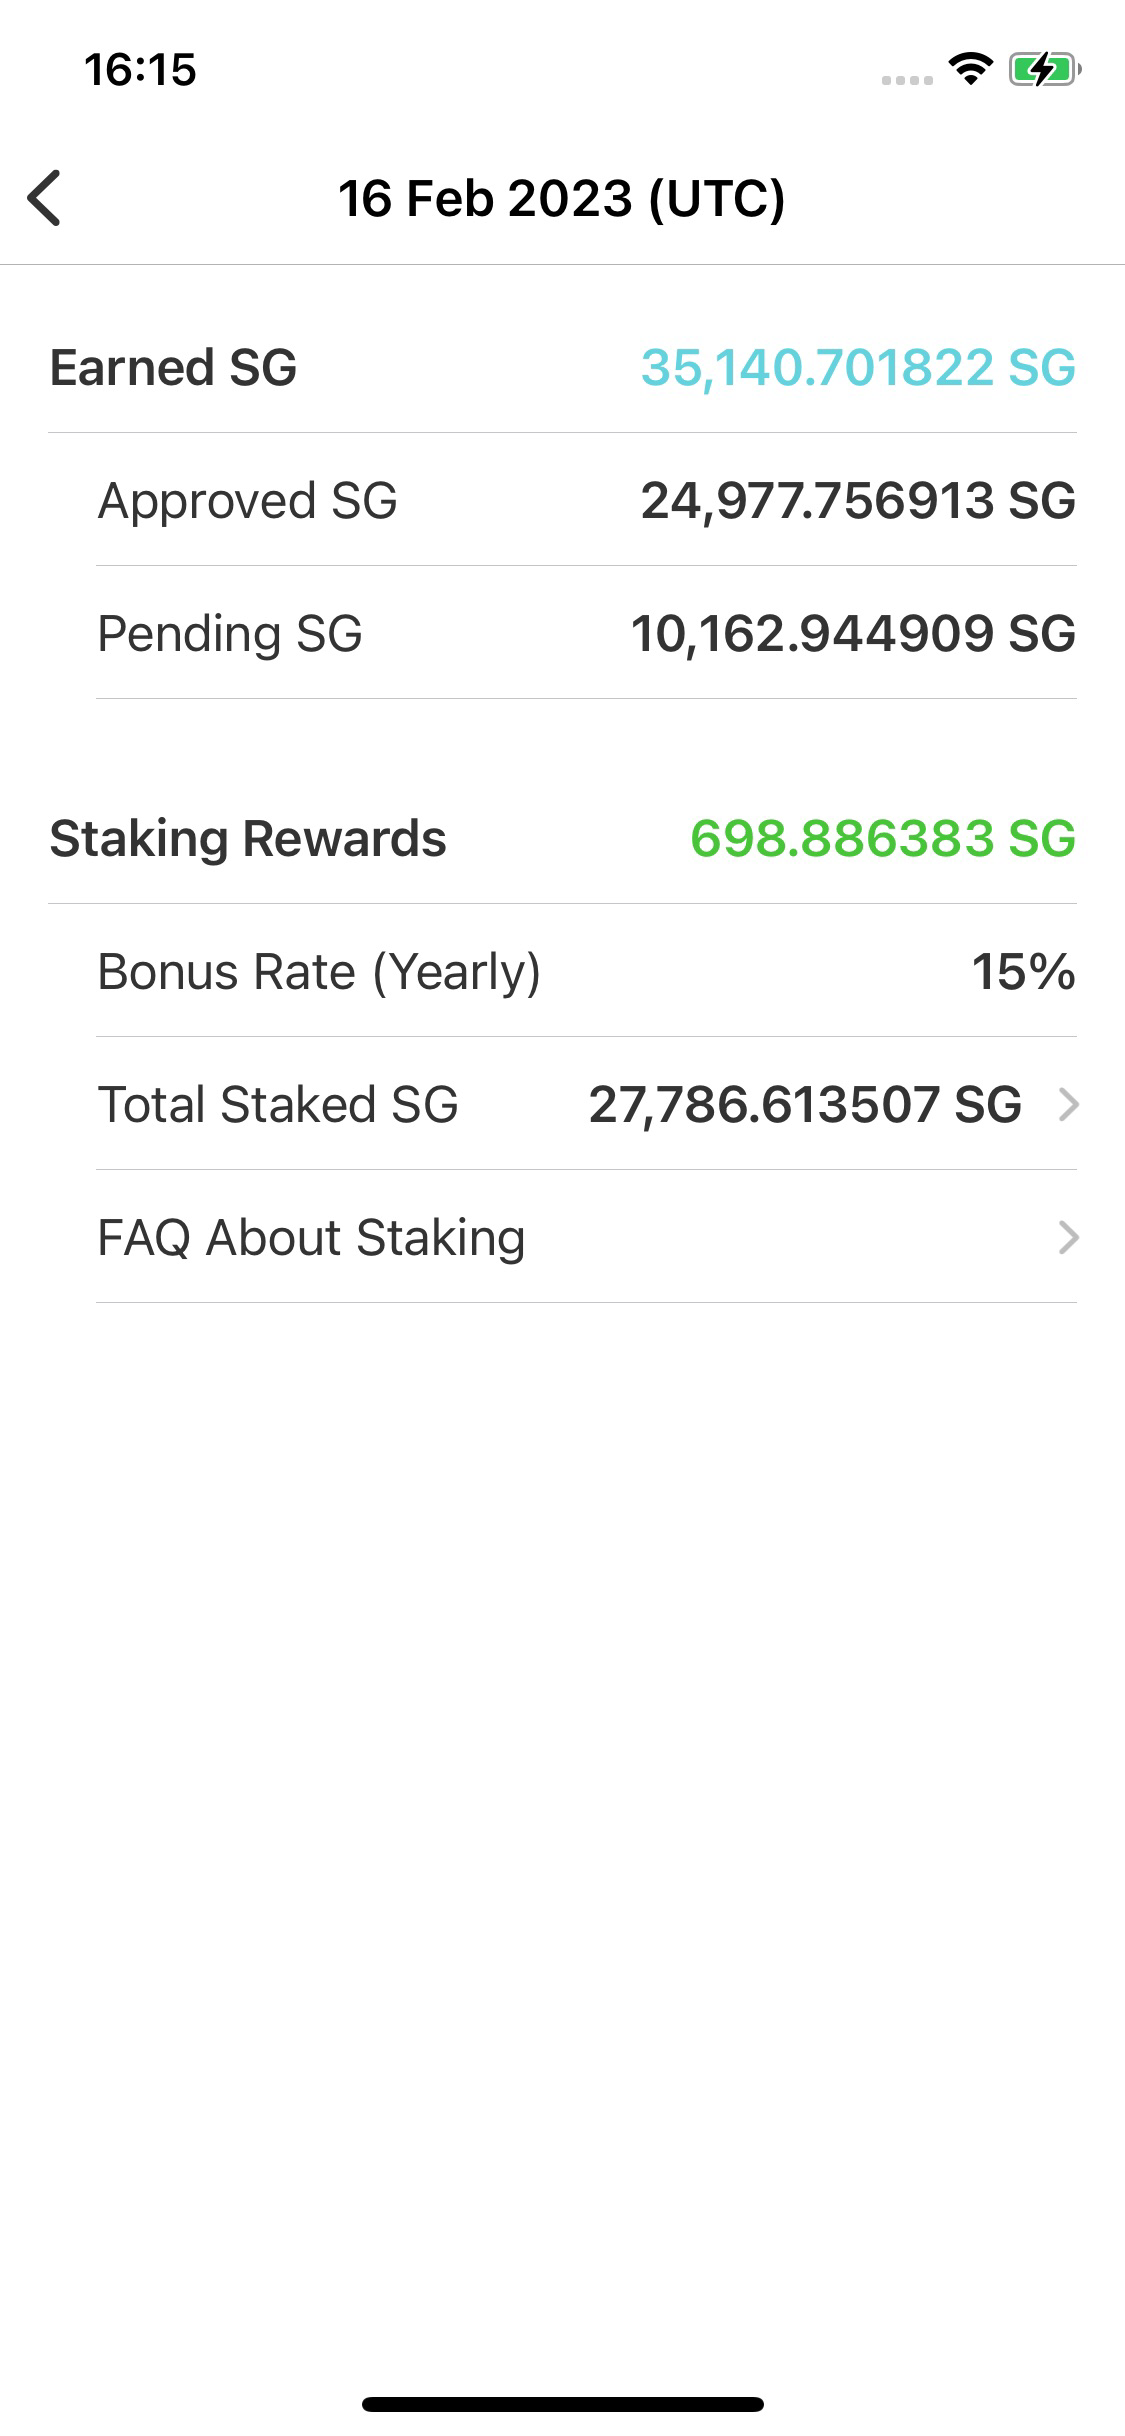 16:15
16 Feb 2023 (UTC)
Earned SG 35,140.701822 SG
Approved SG 24,977.756913 SG
Pending SG 10,162.944909 SG
Staking Rewards 698.886383 SG
Bonus Rate (Yearly) 15%
Total Staked SG 27,786.613507 SG
FAQ About Staking